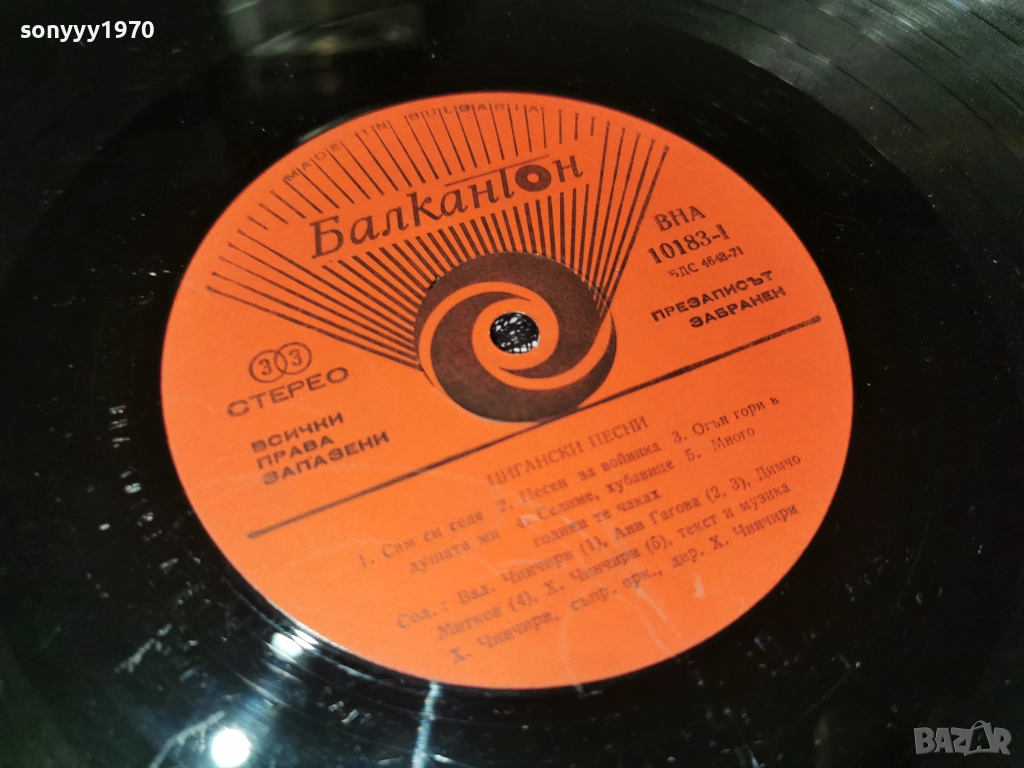 sonyyy1970
MADE IN BULGARIA
Балкантон
ВНА
10183-I
БДС 4648-71
ПРЕЗАПИСЪТ
ЗАБРАНЕН
33
СТЕРЕО
ВСИЧКИ
ПРАВА
ЗАПАЗЕНИ
ЦИГАНСКИ ПЕСНИ
1. Сам си седя 2. Песен за войника 3. Огън гори в
душата ми 4. Селиме, хубавице 5. Много
години те чаках
Сол.: Вал. Чинчири (1), Ани Гагова (2, 3), Димчо
Митков (4), Х. Чинчири (5), текст и музика
Х. Чинчири, съпр. орк., дир. Х. Чинчири
BAZAR